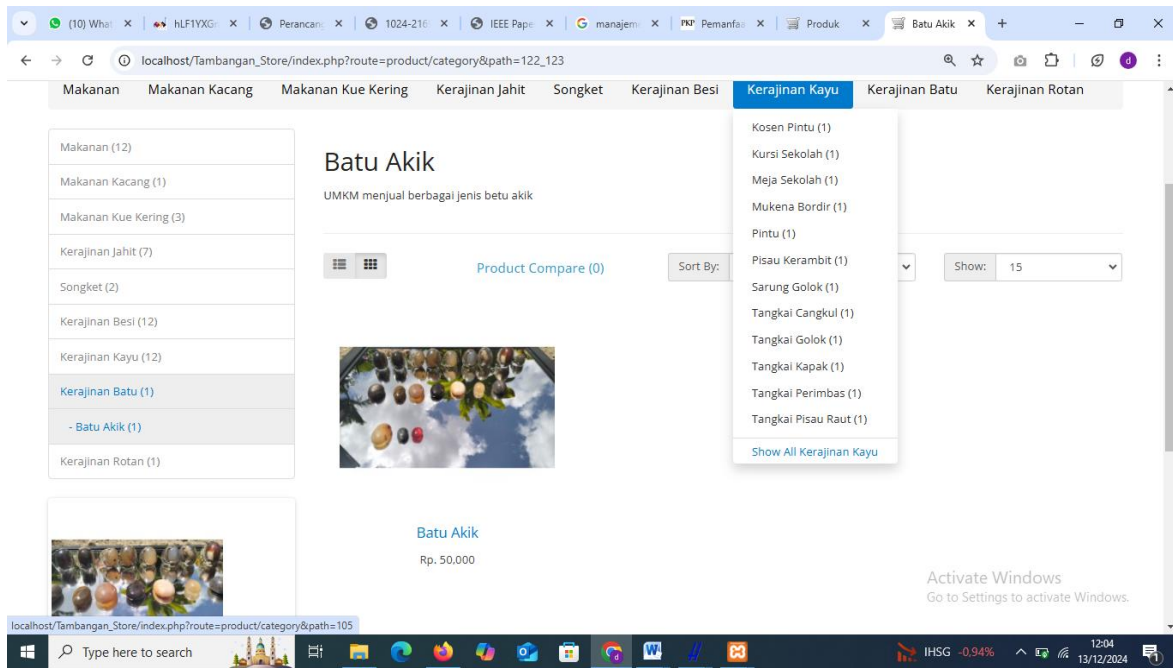 (10) What
hLF1YXG
Perancang
1024-216
IEEE Pape
manajeme
Pemanfaa
Produk
Batu Akik
localhost/Tambangan_Store/index.php?route=product/category&path=122_123
Makanan Makanan Kacang Makanan Kue Kering Kerajinan Jahit Songket Kerajinan Besi Kerajinan Kayu Kerajinan Batu Kerajinan Rotan
Makanan (12)
Makanan Kacang (1)
Makanan Kue Kering (3)
Kerajinan Jahit (7)
Songket (2)
Kerajinan Besi (12)
Kerajinan Kayu (12)
Kerajinan Batu (1)
- Batu Akik (1)
Kerajinan Rotan (1)
Batu Akik
UMKM menjual berbagai jenis betu akik
Product Compare (0)
Sort By:
Show: 15
Kosen Pintu (1)
Kursi Sekolah (1)
Meja Sekolah (1)
Mukena Bordir (1)
Pintu (1)
Pisau Kerambit (1)
Sarung Golok (1)
Tangkai Cangkul (1)
Tangkai Golok (1)
Tangkai Kapak (1)
Tangkai Perimbas (1)
Tangkai Pisau Raut (1)
Show All Kerajinan Kayu
Batu Akik
Rp. 50,000
Activate Windows
Go to Settings to activate Windows.
localhost/Tambangan_Store/index.php?route=product/category&path=105
Type here to search
IHSG -0,94%
12:04
13/12/2024